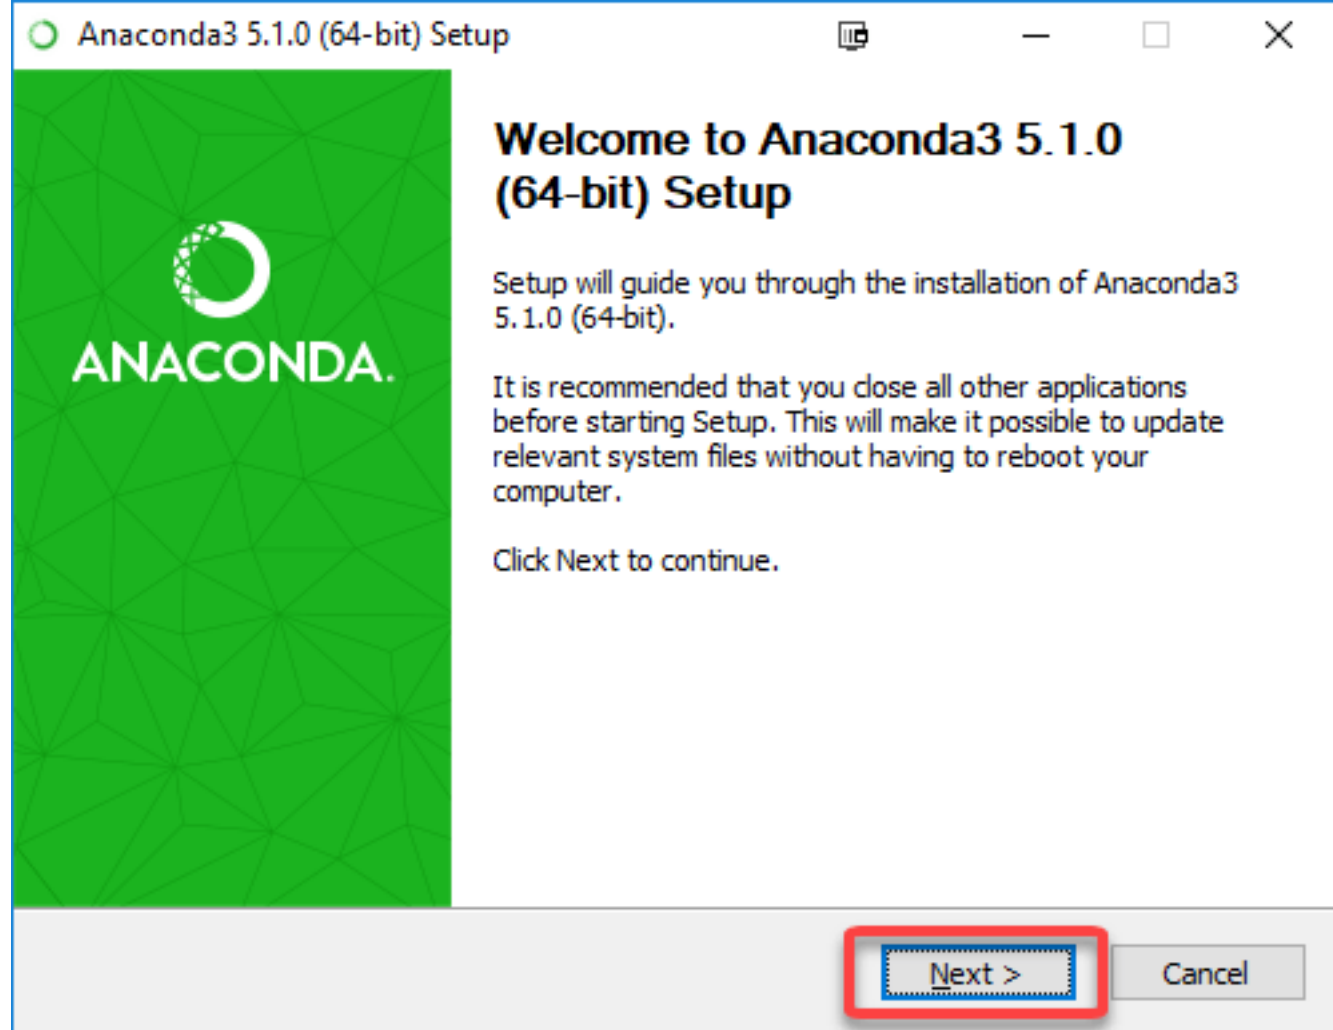 Anaconda3 5.1.0 (64-bit) Setup
Welcome to Anaconda3 5.1.0
(64-bit) Setup
ANACONDA.
Setup will guide you through the installation of Anaconda3
5.1.0 (64-bit).
It is recommended that you close all other applications
before starting Setup. This will make it possible to update
relevant system files without having to reboot your
computer.
Click Next to continue.
Next >
Cancel